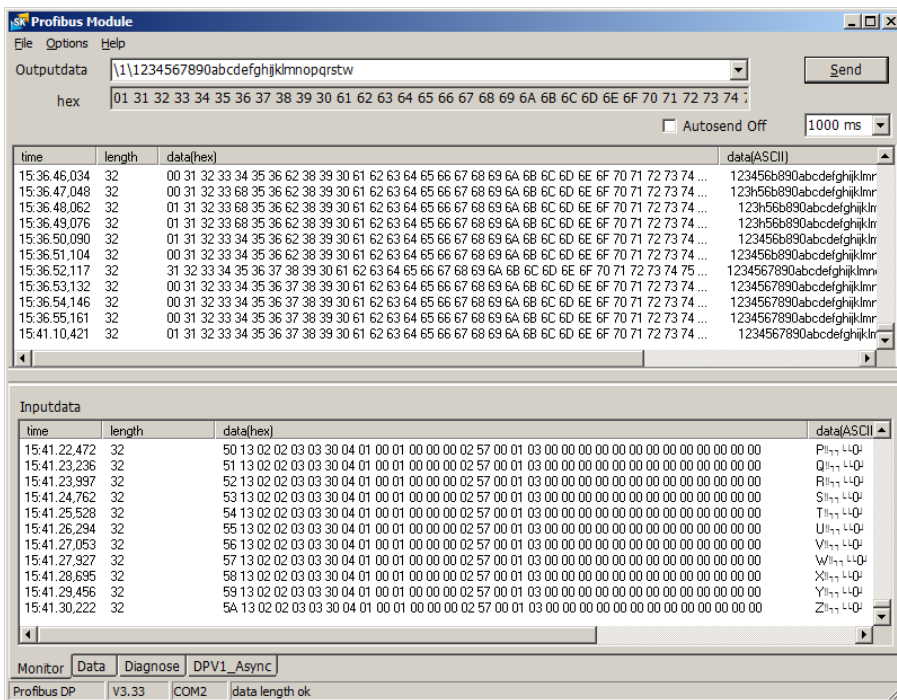 SK Profibus Module
File Options Help
Outputdata \1\1234567890abcdefghijklmnopqrstw Send
hex 01 31 32 33 34 35 36 37 38 39 30 61 62 63 64 65 66 67 68 69 6A 6B 6C 6D 6E 6F 70 71 72 73 74
Autosend Off 1000 ms
time length data(hex) data(ASCII)
15:36.46,034 32 00 31 32 33 34 35 36 62 38 39 30 61 62 63 64 65 66 67 68 69 6A 6B 6C 6D 6E 6F 70 71 72 73 74 ... 123456b890abcdefghijklmr
15:36.47,048 32 00 31 32 33 68 35 36 62 38 39 30 61 62 63 64 65 66 67 68 69 6A 6B 6C 6D 6E 6F 70 71 72 73 74 ... 123h56b890abcdefghijklmr
15:36.48,062 32 01 31 32 33 68 35 36 62 38 39 30 61 62 63 64 65 66 67 68 69 6A 6B 6C 6D 6E 6F 70 71 72 73 74 ... 123h56b890abcdefghijklm
15:36.49,076 32 01 31 32 33 68 35 36 62 38 39 30 61 62 63 64 65 66 67 68 69 6A 6B 6C 6D 6E 6F 70 71 72 73 74 ... 123h56b890abcdefghijklm
15:36.50,090 32 01 31 32 33 34 35 36 62 38 39 30 61 62 63 64 65 66 67 68 69 6A 6B 6C 6D 6E 6F 70 71 72 73 74 ... 123456b890abcdefghijklm
15:36.51,104 32 00 31 32 33 34 35 36 62 38 39 30 61 62 63 64 65 66 67 68 69 6A 6B 6C 6D 6E 6F 70 71 72 73 74 ... 123456b890abcdefghijklmr
15:36.52,117 32 31 32 33 34 35 36 37 38 39 30 61 62 63 64 65 66 67 68 69 6A 6B 6C 6D 6E 6F 70 71 72 73 74 75 ... 1234567890abcdefghijklmn
15:36.53,132 32 00 31 32 33 34 35 36 37 38 39 30 61 62 63 64 65 66 67 68 69 6A 6B 6C 6D 6E 6F 70 71 72 73 74 ... 1234567890abcdefghijklmr
15:36.54,146 32 00 31 32 33 34 35 36 37 38 39 30 61 62 63 64 65 66 67 68 69 6A 6B 6C 6D 6E 6F 70 71 72 73 74 ... 1234567890abcdefghijklmr
15:36.55,161 32 00 31 32 33 34 35 36 37 38 39 30 61 62 63 64 65 66 67 68 69 6A 6B 6C 6D 6E 6F 70 71 72 73 74 ... 1234567890abcdefghijklmr
15:41.10,421 32 01 31 32 33 34 35 36 37 38 39 30 61 62 63 64 65 66 67 68 69 6A 6B 6C 6D 6E 6F 70 71 72 73 74 ... 1234567890abcdefghijklm
Inputdata
time length data(hex) data(ASCII
15:41.22,472 32 50 13 02 02 03 03 30 04 01 00 01 00 00 00 02 57 00 01 03 00 00 00 00 00 00 00 00 00 00 00 00 00 P‼┐┐└└0┘
15:41.23,236 32 51 13 02 02 03 03 30 04 01 00 01 00 00 00 02 57 00 01 03 00 00 00 00 00 00 00 00 00 00 00 00 00 Q‼┐┐└└0┘
15:41.23,997 32 52 13 02 02 03 03 30 04 01 00 01 00 00 00 02 57 00 01 03 00 00 00 00 00 00 00 00 00 00 00 00 00 R‼┐┐└└0┘
15:41.24,762 32 53 13 02 02 03 03 30 04 01 00 01 00 00 00 02 57 00 01 03 00 00 00 00 00 00 00 00 00 00 00 00 00 S‼┐┐└└0┘
15:41.25,528 32 54 13 02 02 03 03 30 04 01 00 01 00 00 00 02 57 00 01 03 00 00 00 00 00 00 00 00 00 00 00 00 00 T‼┐┐└└0┘
15:41.26,294 32 55 13 02 02 03 03 30 04 01 00 01 00 00 00 02 57 00 01 03 00 00 00 00 00 00 00 00 00 00 00 00 00 U‼┐┐└└0┘
15:41.27,053 32 56 13 02 02 03 03 30 04 01 00 01 00 00 00 02 57 00 01 03 00 00 00 00 00 00 00 00 00 00 00 00 00 V‼┐┐└└0┘
15:41.27,927 32 57 13 02 02 03 03 30 04 01 00 01 00 00 00 02 57 00 01 03 00 00 00 00 00 00 00 00 00 00 00 00 00 W‼┐┐└└0┘
15:41.28,695 32 58 13 02 02 03 03 30 04 01 00 01 00 00 00 02 57 00 01 03 00 00 00 00 00 00 00 00 00 00 00 00 00 X‼┐┐└└0┘
15:41.29,456 32 59 13 02 02 03 03 30 04 01 00 01 00 00 00 02 57 00 01 03 00 00 00 00 00 00 00 00 00 00 00 00 00 Y‼┐┐└└0┘
15:41.30,222 32 5A 13 02 02 03 03 30 04 01 00 01 00 00 00 02 57 00 01 03 00 00 00 00 00 00 00 00 00 00 00 00 00 Z‼┐┐└└0┘
Monitor Data Diagnose DPV1_Async
Profibus DP V3.33 COM2 data length ok